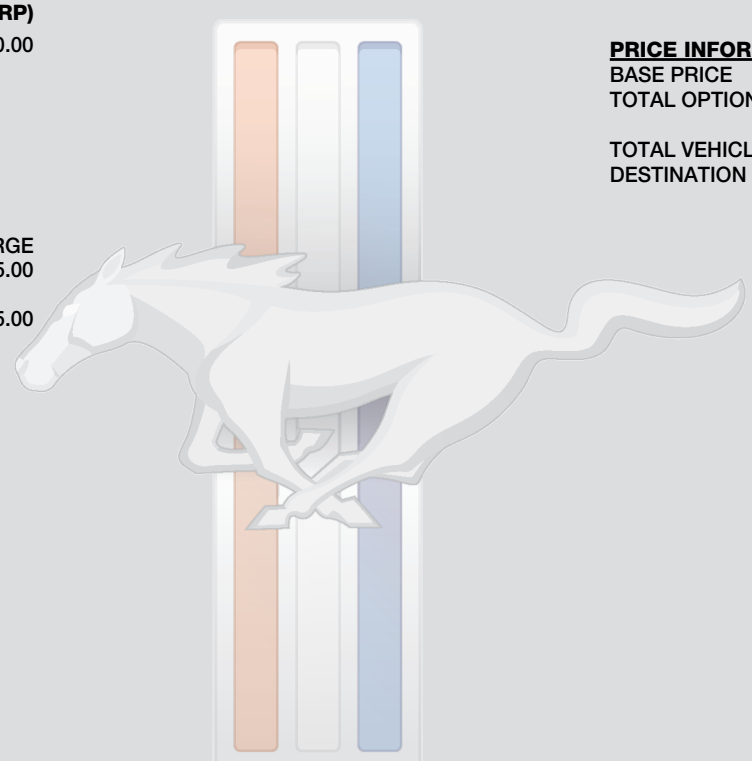 RP)
0.00
RGE
5.00
5.00
PRICE INFOR
BASE PRICE
TOTAL OPTION
TOTAL VEHICL
DESTINATION